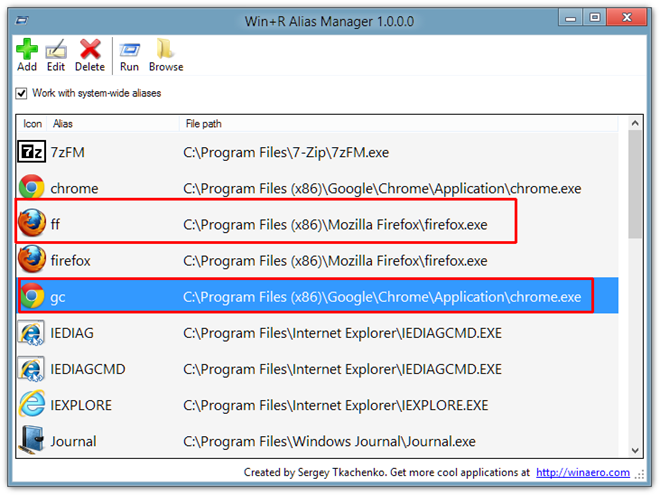 Win+R Alias Manager 1.0.0.0
Add Edit Delete Run Browse
Work with system-wide aliases
Icon Alias File path
7z 7zFM C:\Program Files\7-Zip\7zFM.exe
chrome C:\Program Files (x86)\Google\Chrome\Application\chrome.exe
ff C:\Program Files (x86)\Mozilla Firefox\firefox.exe
firefox C:\Program Files (x86)\Mozilla Firefox\firefox.exe
gc C:\Program Files (x86)\Google\Chrome\Application\chrome.exe
IEDIAG C:\Program Files\Internet Explorer\IEDIAGCMD.EXE
IEDIAGCMD C:\Program Files\Internet Explorer\IEDIAGCMD.EXE
IEXPLORE C:\Program Files\Internet Explorer\IEXPLORE.EXE
Journal C:\Program Files\Windows Journal\Journal.exe
Created by Sergey Tkachenko. Get more cool applications at http://winaero.com